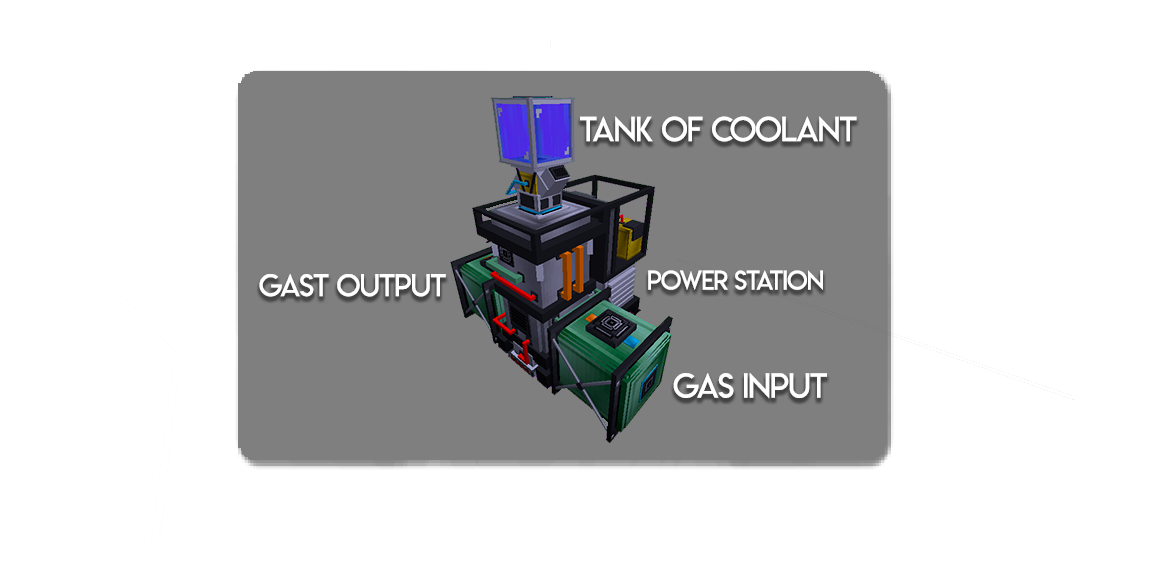 TANK OF COOLANT
GAST OUTPUT
POWER STATION
GAS INPUT